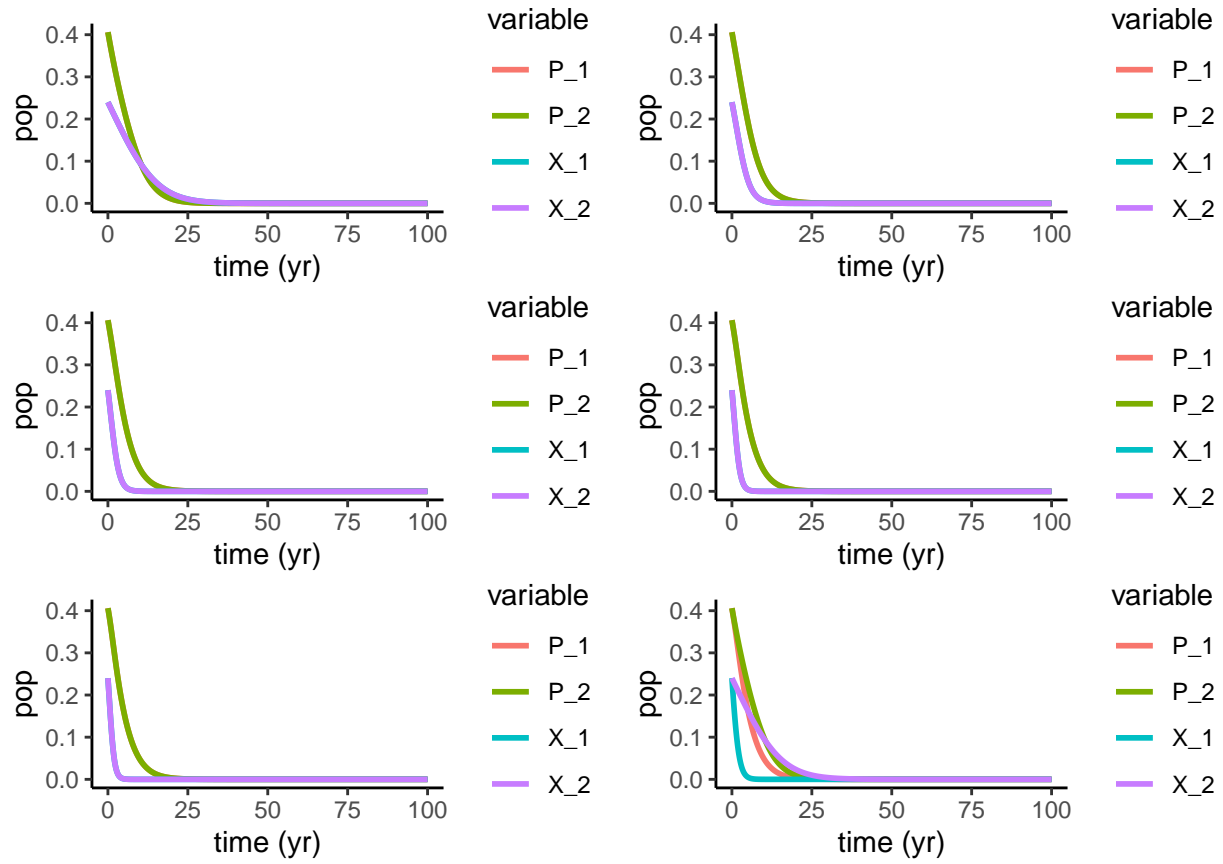 variable
P_1
P_2
X_1
X_2
pop
0.4
0.3
0.2
0.1
0.0
0 25 50 75 100
time (yr)
variable
P_1
P_2
X_1
X_2
pop
0.4
0.3
0.2
0.1
0.0
0 25 50 75 100
time (yr)
variable
P_1
P_2
X_1
X_2
pop
0.4
0.3
0.2
0.1
0.0
0 25 50 75 100
time (yr)
variable
P_1
P_2
X_1
X_2
pop
0.4
0.3
0.2
0.1
0.0
0 25 50 75 100
time (yr)
variable
P_1
P_2
X_1
X_2
pop
0.4
0.3
0.2
0.1
0.0
0 25 50 75 100
time (yr)
variable
P_1
P_2
X_1
X_2
pop
0.4
0.3
0.2
0.1
0.0
0 25 50 75 100
time (yr)